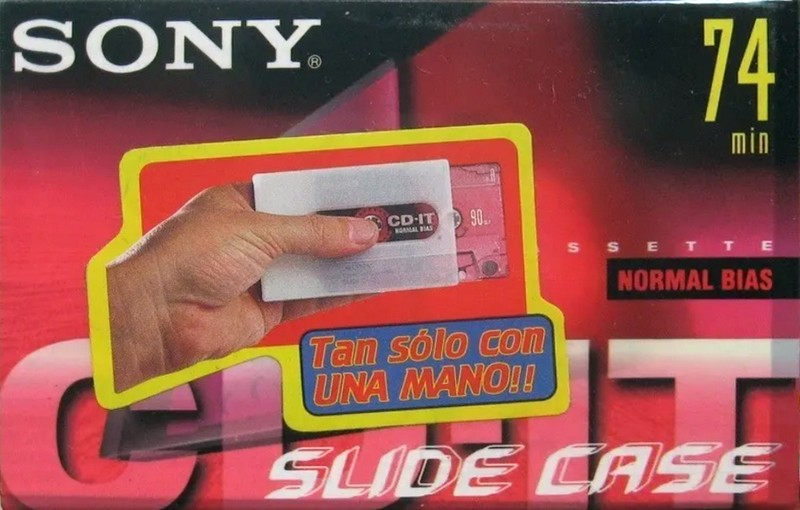 SONY®
74
min
CD-IT
NORMAL BIAS
90
SSETTE
NORMAL BIAS
Tan sólo con
UNA MANO!!
CD-IT
SLIDE CASE